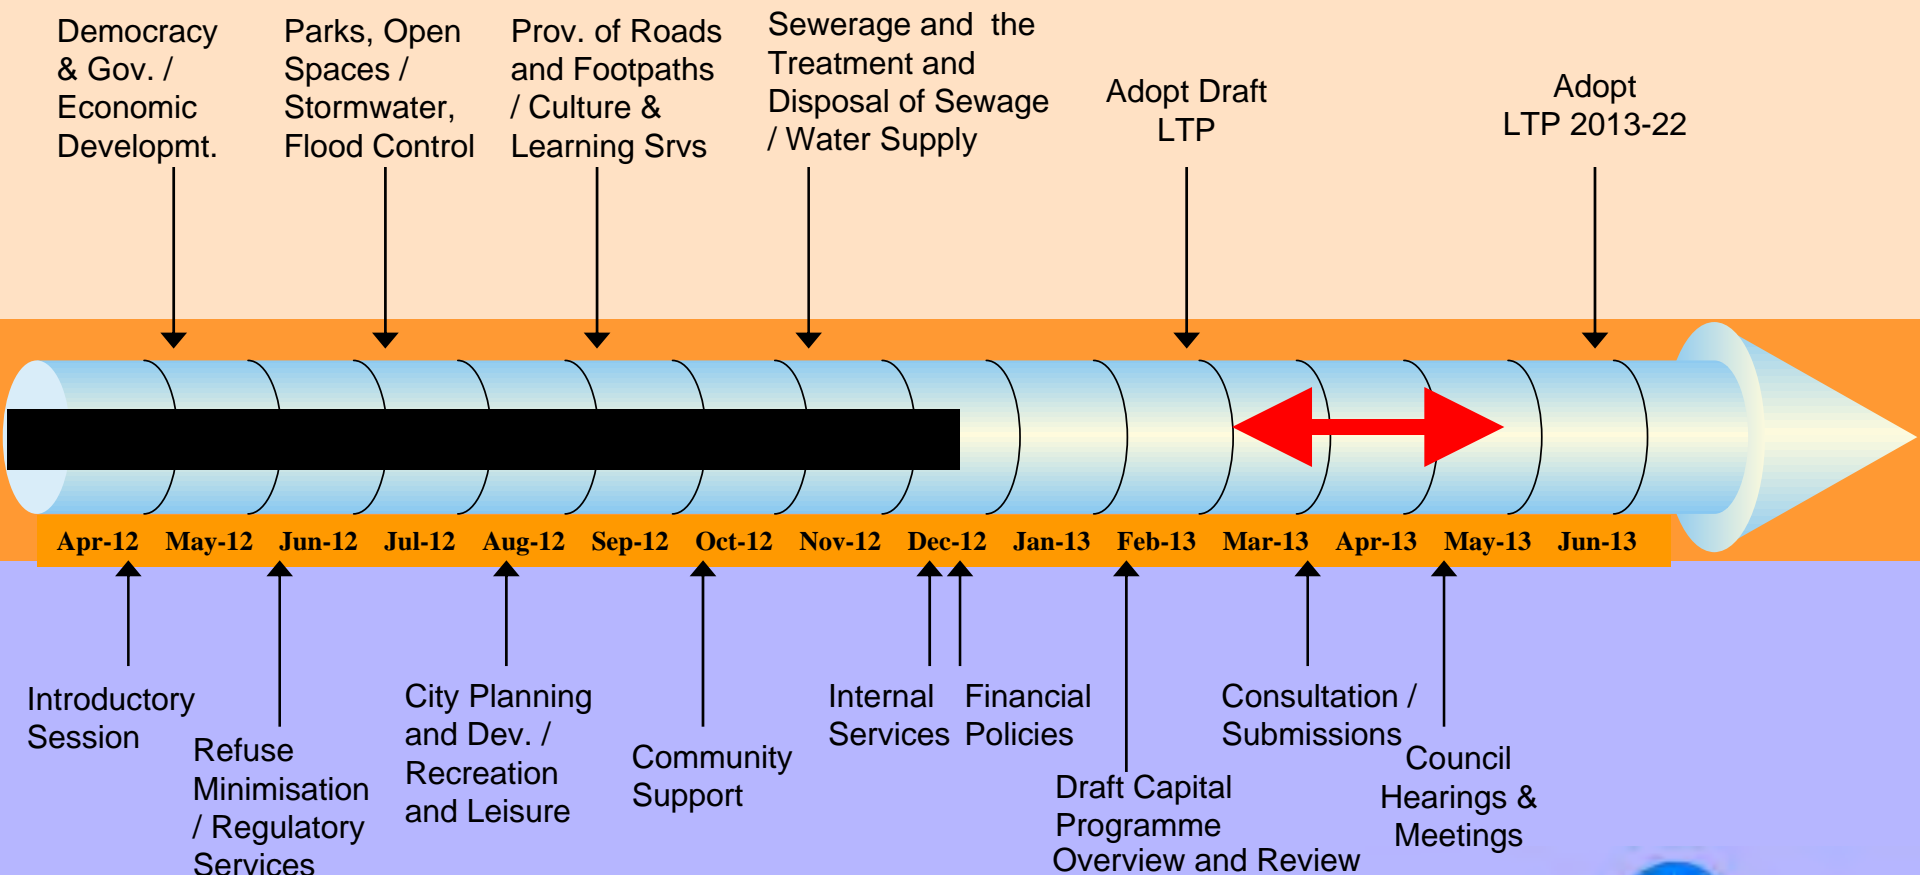 Democracy
& Gov. /
Economic
Developmt.
Parks, Open
Spaces /
Stormwater,
Flood Control
Prov. of Roads
and Footpaths
/ Culture &
Learning Srvs
Sewerage and the
Treatment and
Disposal of Sewage
/ Water Supply
Adopt Draft
LTP
Adopt
LTP 2013-22
Apr-12 May-12 Jun-12 Jul-12 Aug-12 Sep-12 Oct-12 Nov-12 Dec-12 Jan-13 Feb-13 Mar-13 Apr-13 May-13 Jun-13
Introductory
Session
Refuse
Minimisation
/ Regulatory
Services
City Planning
and Dev. /
Recreation
and Leisure
Community
Support
Internal
Services
Financial
Policies
Draft Capital
Programme
Overview and Review
Consultation /
Submissions
Council
Hearings &
Meetings